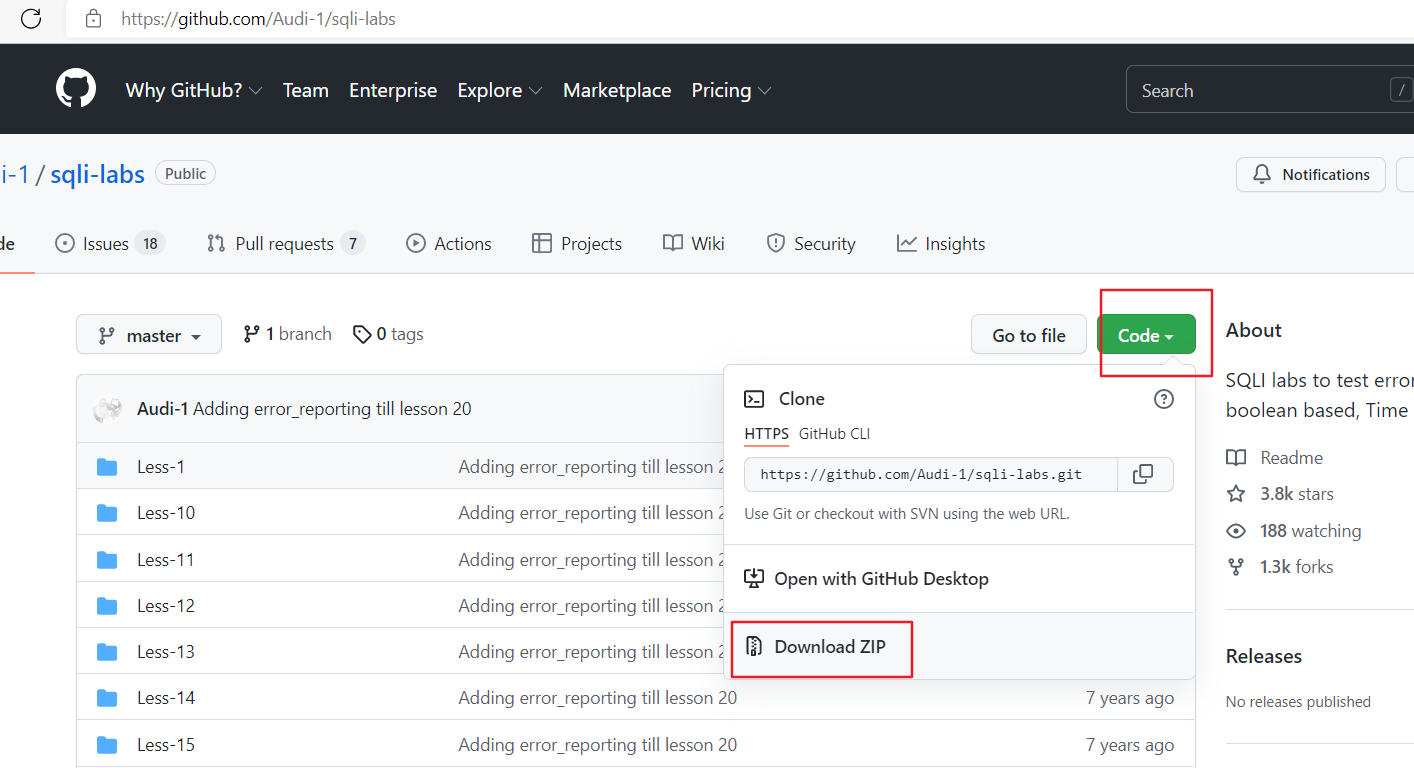 https://github.com/Audi-1/sqli-labs
Why GitHub? Team Enterprise Explore Marketplace Pricing Search /
i-1 / sqli-labs Public Notifications
de Issues 18 Pull requests 7 Actions Projects Wiki Security Insights
master 1 branch 0 tags Go to file Code About
SQLI labs to test error
boolean based, Time
Audi-1 Adding error_reporting till lesson 20
Clone
HTTPS GitHub CLI
https://github.com/Audi-1/sqli-labs.git
Use Git or checkout with SVN using the web URL.
Open with GitHub Desktop
Download ZIP
Less-1 Adding error_reporting till lesson 2
Less-10 Adding error_reporting till lesson 2
Less-11 Adding error_reporting till lesson 2
Less-12 Adding error_reporting till lesson 2
Less-13 Adding error_reporting till lesson 2
Less-14 Adding error_reporting till lesson 20 7 years ago
Less-15 Adding error_reporting till lesson 20 7 years ago
Readme
3.8k stars
188 watching
1.3k forks
Releases
No releases published